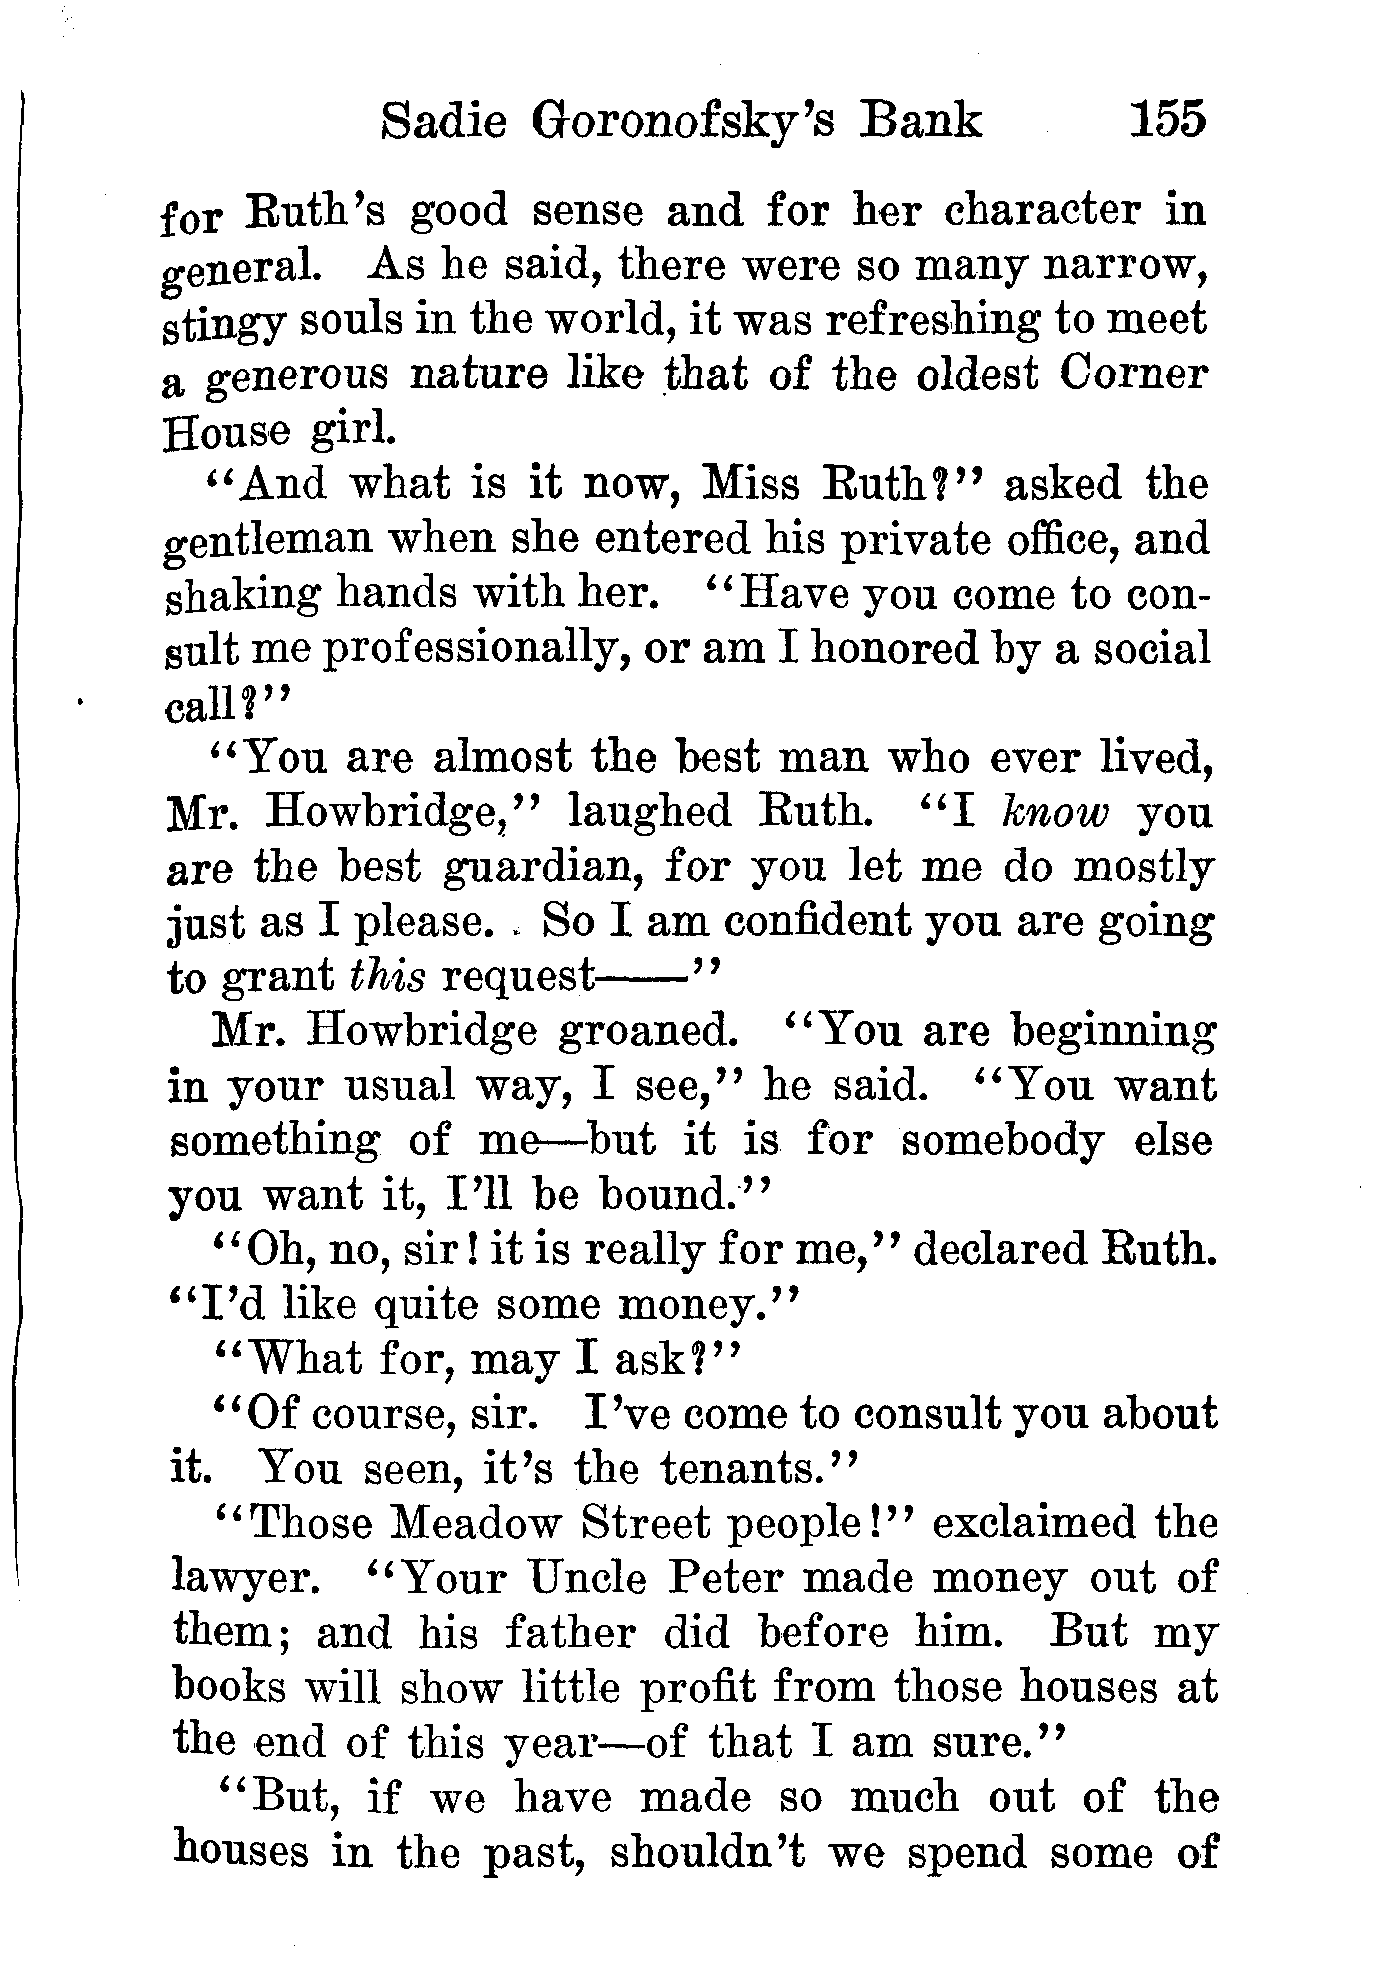 Sadie Goronofsky's Bank 155
for Ruth's good sense and for her character in
general. As he said, there were so many narrow,
stingy souls in the world, it was refreshing to meet
a generous nature like that of the oldest Corner
House girl.
"And what is it now, Miss Ruth?" asked the
gentleman when she entered his private office, and
shaking hands with her. "Have you come to con-
sult me professionally, or am I honored by a social
call?"
"You are almost the best man who ever lived,
Mr. Howbridge," laughed Ruth. "I know you
are the best guardian, for you let me do mostly
just as I please. So I am confident you are going
to grant this request——"
Mr. Howbridge groaned. "You are beginning
in your usual way, I see," he said. "You want
something of me—but it is for somebody else
you want it, I'll be bound."
"Oh, no, sir! it is really for me," declared Ruth.
"I'd like quite some money."
"What for, may I ask?"
"Of course, sir. I've come to consult you about
it. You seen, it's the tenants."
"Those Meadow Street people!" exclaimed the
lawyer. "Your Uncle Peter made money out of
them; and his father did before him. But my
books will show little profit from those houses at
the end of this year—of that I am sure."
"But, if we have made so much out of the
houses in the past, shouldn't we spend some of